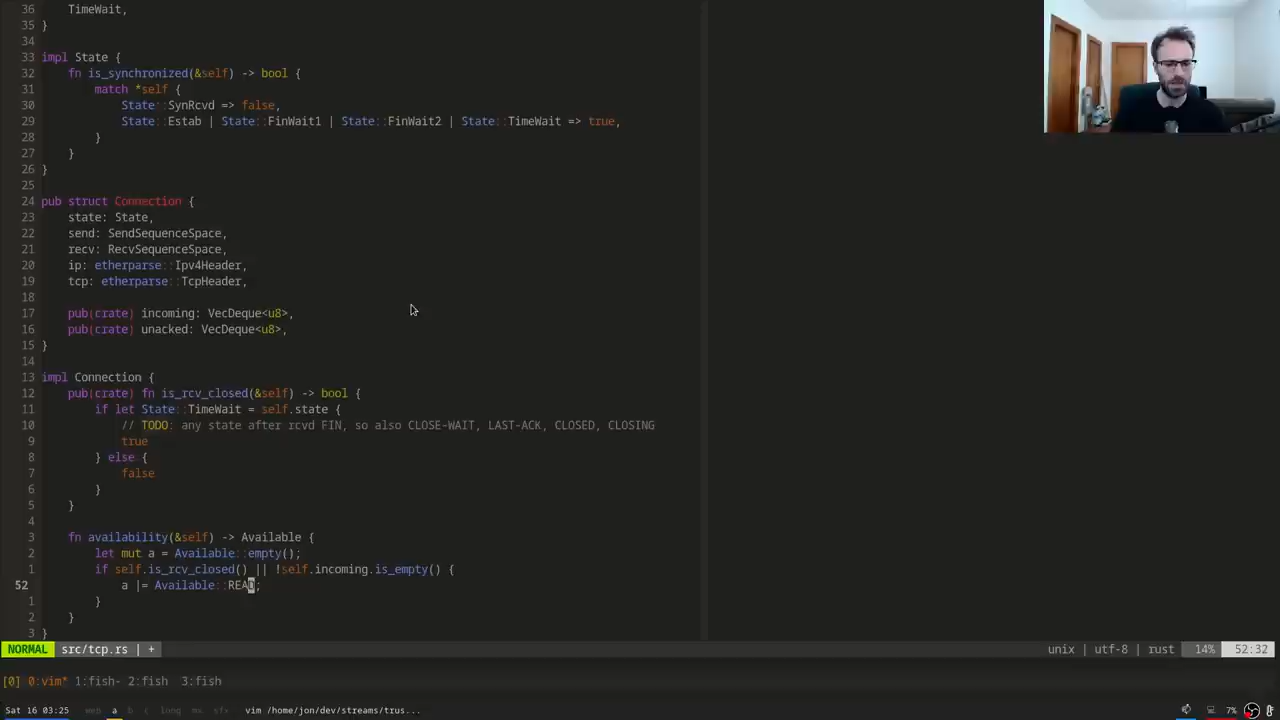 36 TimeWait,
35 }
34
33 impl State {
32 fn is_synchronized(&self) -> bool {
31 match *self {
30 State::SynRcvd => false,
29 State::Estab | State::FinWait1 | State::FinWait2 | State::TimeWait => true,
28 }
27 }
26 }
25
24 pub struct Connection {
23 state: State,
22 send: SendSequenceSpace,
21 recv: RecvSequenceSpace,
20 ip: etherparse::Ipv4Header,
19 tcp: etherparse::TcpHeader,
18
17 pub(crate) incoming: VecDeque<u8>,
16 pub(crate) unacked: VecDeque<u8>,
15 }
14
13 impl Connection {
12 pub(crate) fn is_rcv_closed(&self) -> bool {
11 if let State::TimeWait = self.state {
10 // TODO: any state after rcvd FIN, so also CLOSE-WAIT, LAST-ACK, CLOSED, CLOSING
9 true
8 } else {
7 false
6 }
5 }
4
3 fn availability(&self) -> Available {
2 let mut a = Available::empty();
1 if self.is_rcv_closed() || !self.incoming.is_empty() {
52 a |= Available::READ;
1 }
2 }
3 }
NORMAL src/tcp.rs | + unix | utf-8 | rust 14% 52:32
[0] 0:vim* 1:fish- 2:fish 3:fish
Sat 16 03:25 a b c long vim /home/jon/dev/streams/trus... 7%